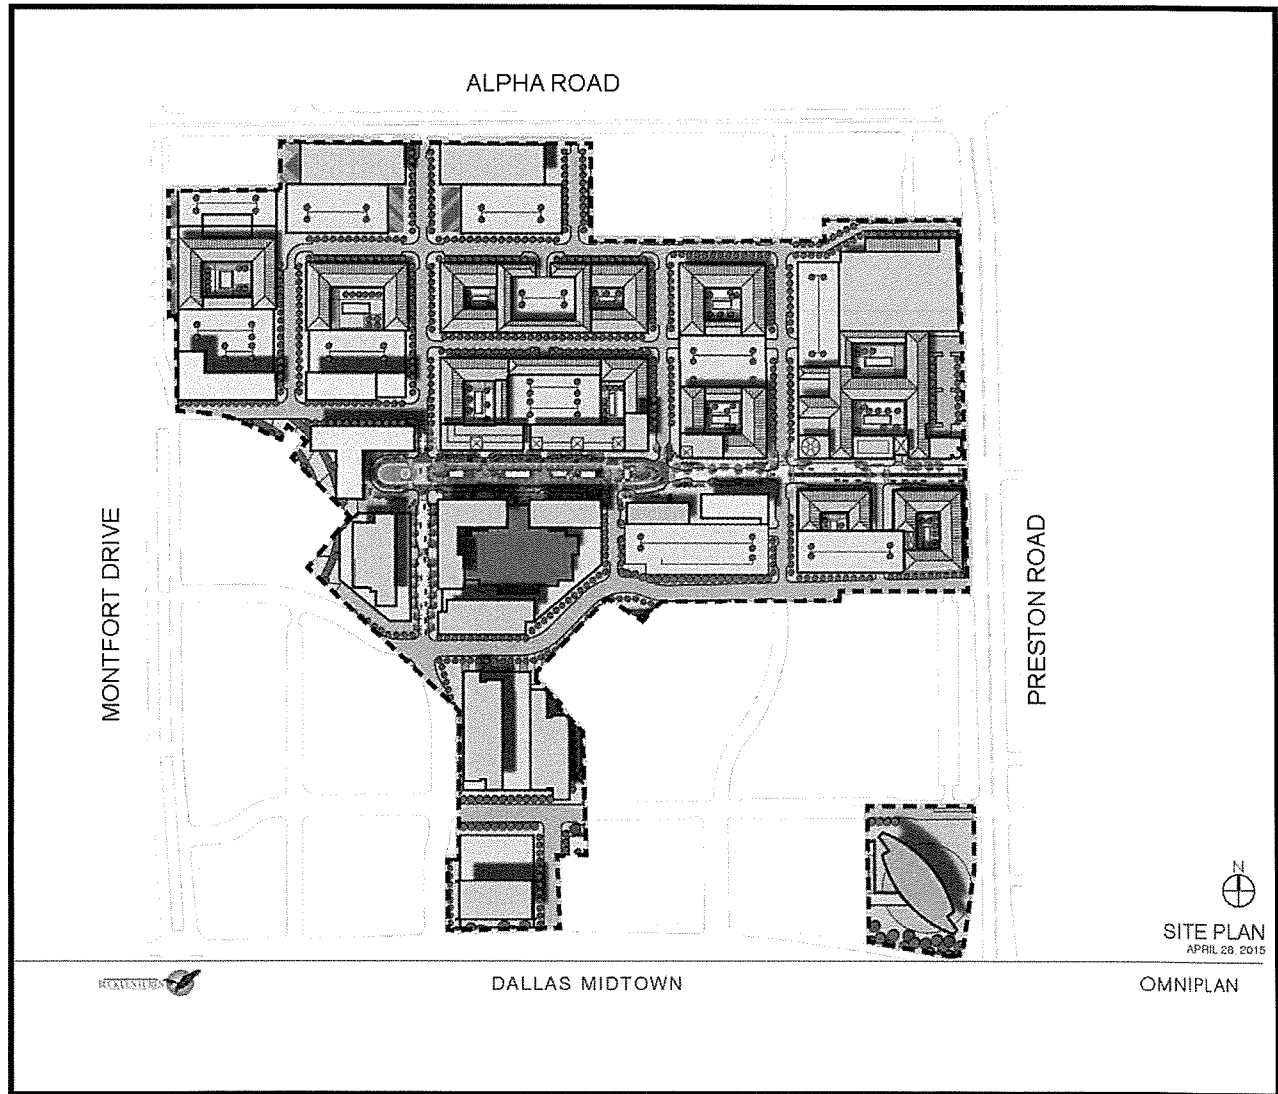 ALPHA ROAD
MONTFORT DRIVE
PRESTON ROAD
N
SITE PLAN
APRIL 28, 2015
DALLAS MIDTOWN
OMNIPLAN